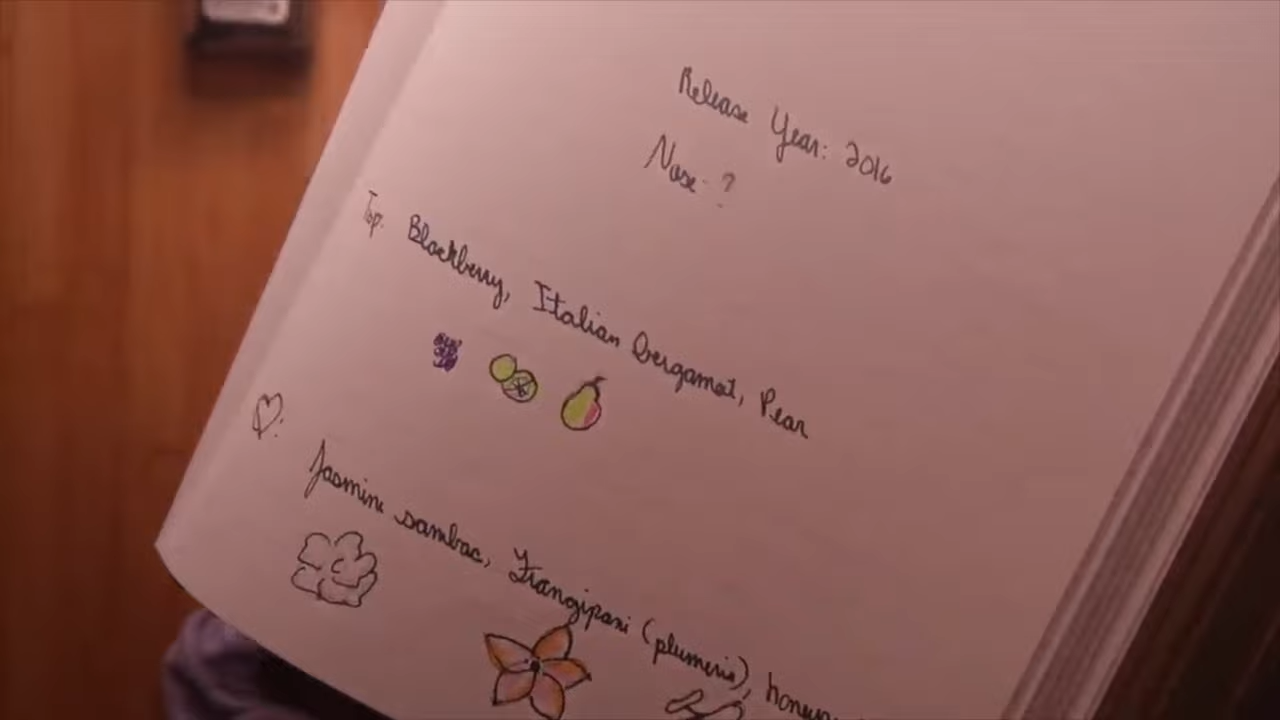 Release Year: 2016
Nose: ?
Top: Blackberry, Italian bergamot, Pear
♡:
Jasmine sambac, Frangipani (plumeria),